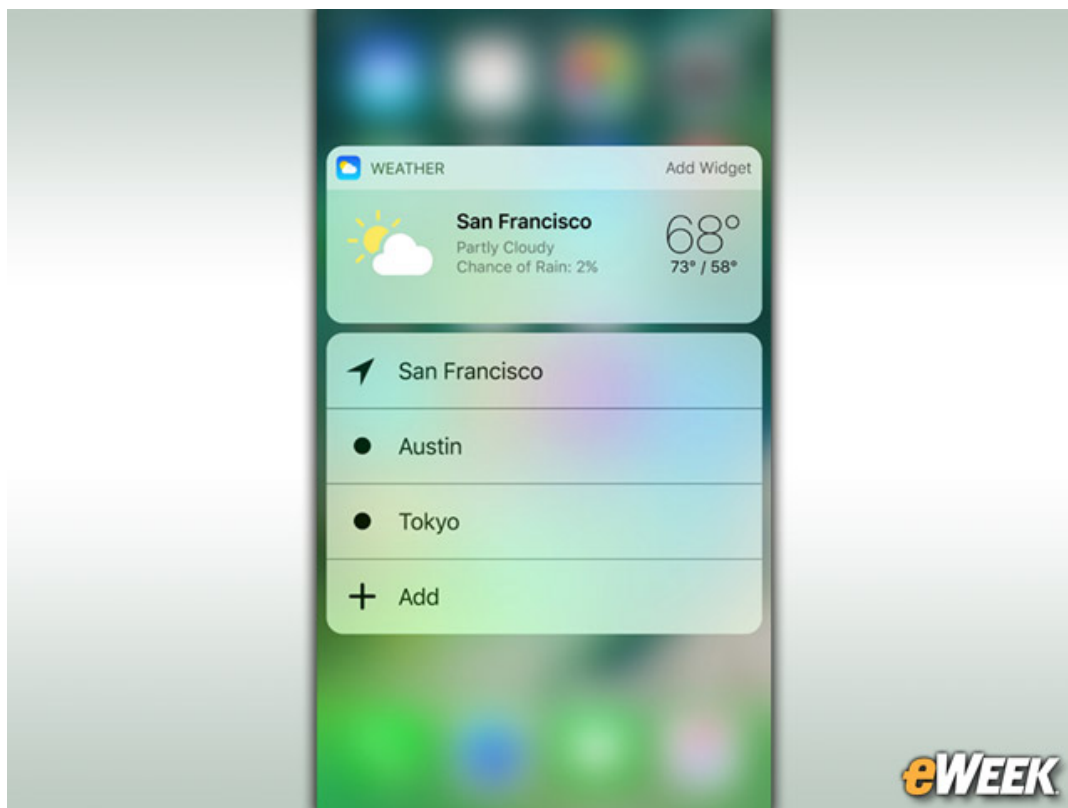 WEATHER
Add Widget
San Francisco
Partly Cloudy
Chance of Rain: 2%
68°
73° / 58°
San Francisco
Austin
Tokyo
Add
eWEEK